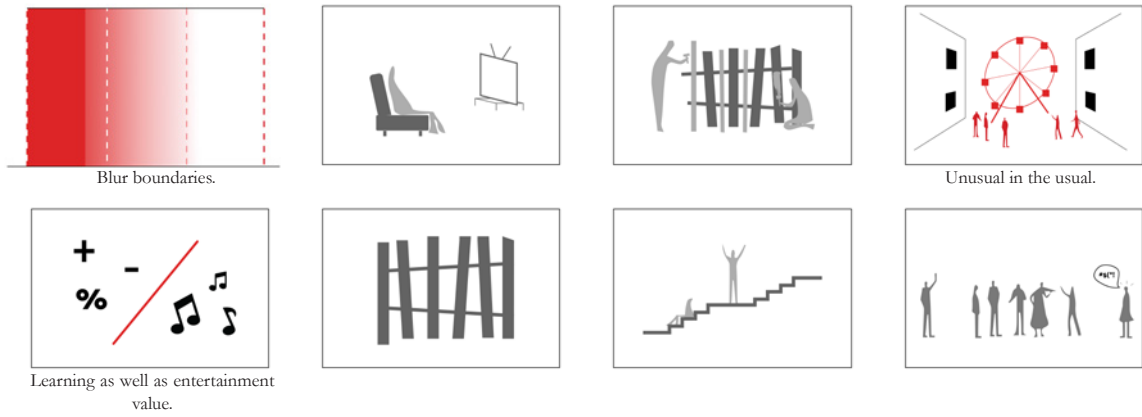 Blur boundaries.
Unusual in the usual.
+
-
%
#$(*!
Learning as well as entertainment
value.